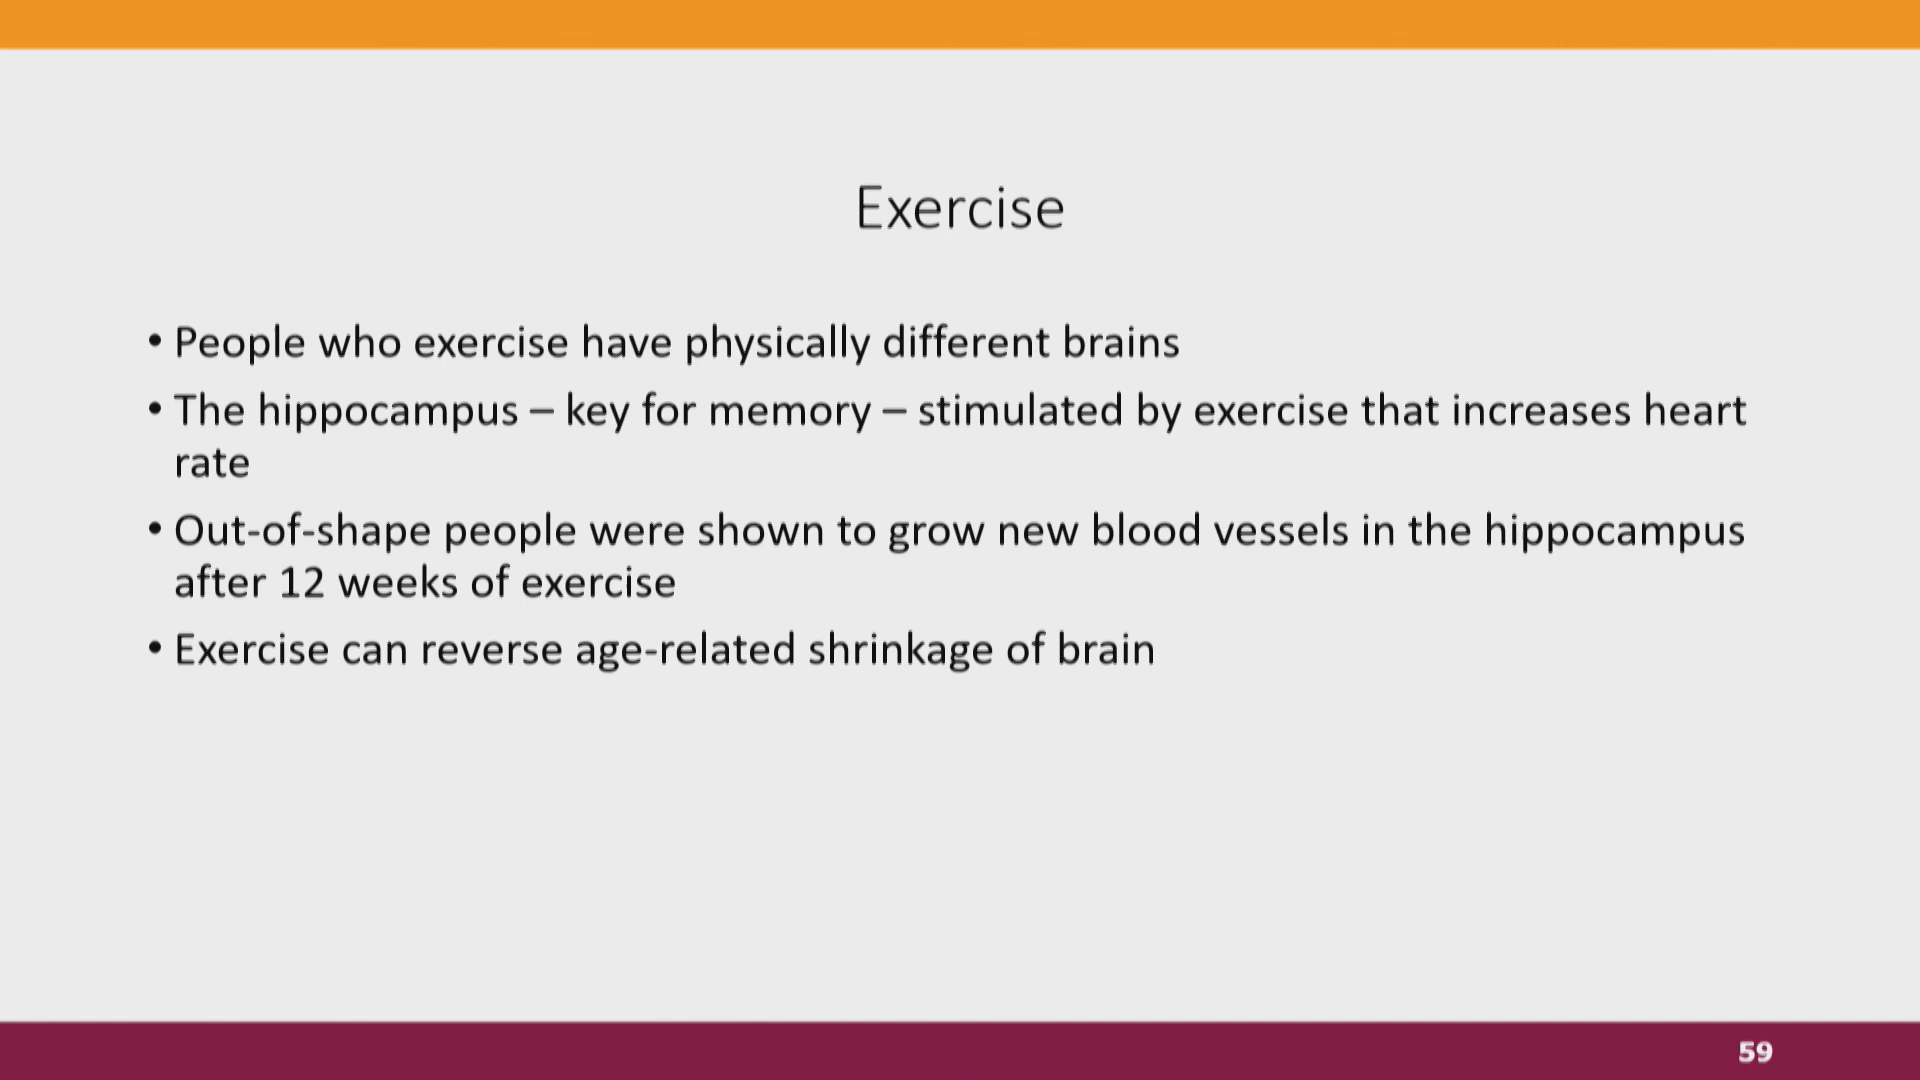 Exercise
• People who exercise have physically different brains
• The hippocampus – key for memory – stimulated by exercise that increases heart
rate
• Out-of-shape people were shown to grow new blood vessels in the hippocampus
after 12 weeks of exercise
• Exercise can reverse age-related shrinkage of brain
59